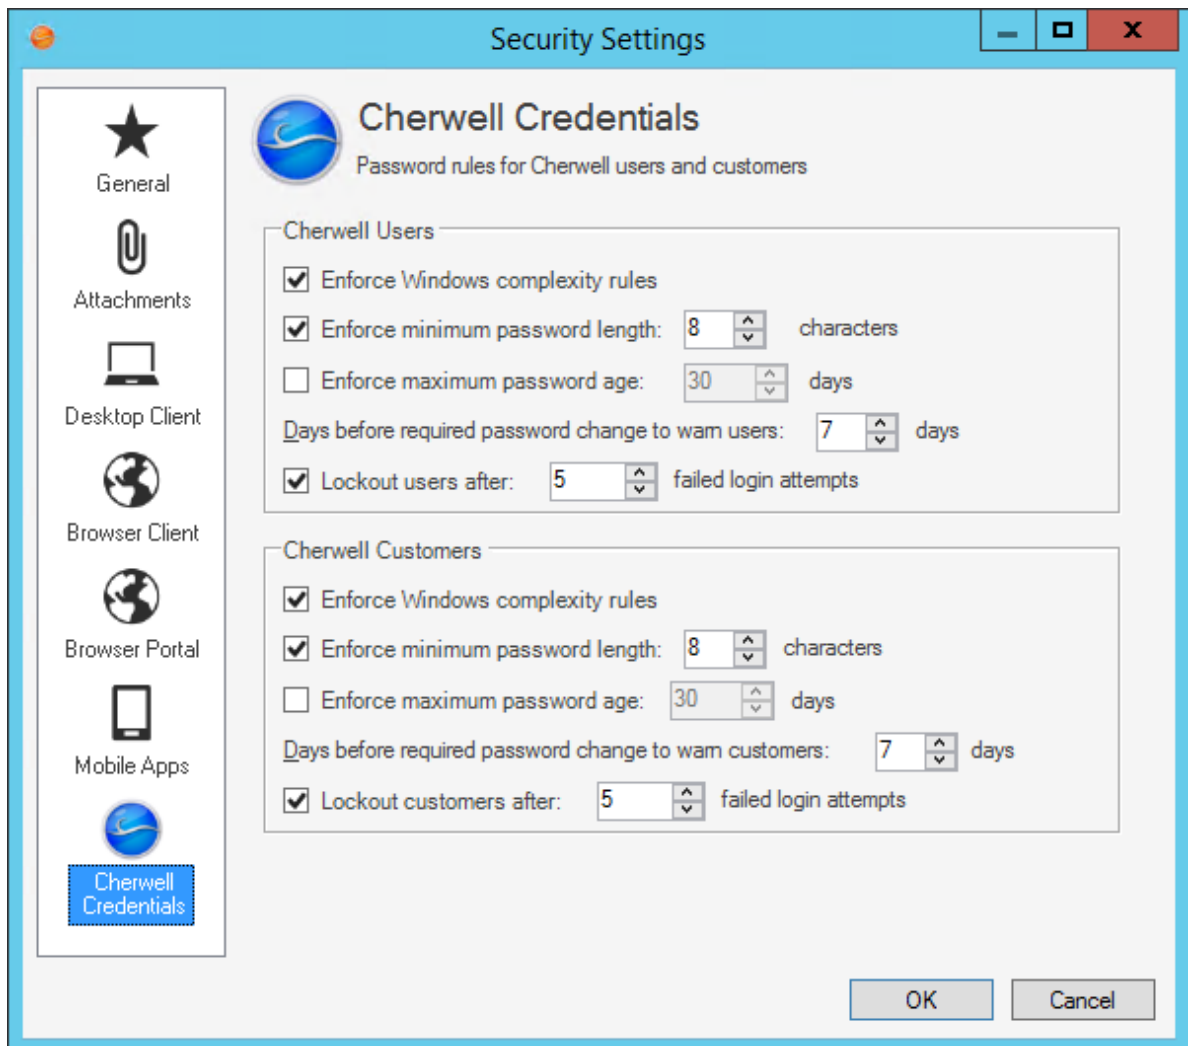 Security Settings
General
Attachments
Desktop Client
Browser Client
Browser Portal
Mobile Apps
Cherwell
Credentials
Cherwell Credentials
Password rules for Cherwell users and customers
Cherwell Users
Enforce Windows complexity rules
Enforce minimum password length: 8 characters
Enforce maximum password age: 30 days
Days before required password change to warn users: 7 days
Lockout users after: 5 failed login attempts
Cherwell Customers
Enforce Windows complexity rules
Enforce minimum password length: 8 characters
Enforce maximum password age: 30 days
Days before required password change to warn customers: 7 days
Lockout customers after: 5 failed login attempts
OK Cancel